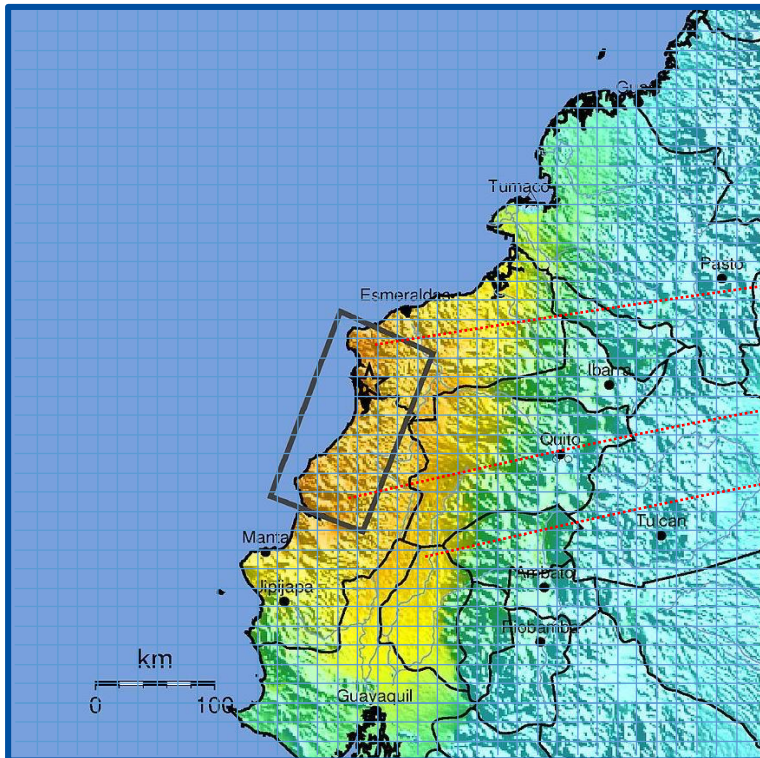 Tumaco
Pasto
Esmeraldas
Ibarra
Quito
Tulcan
Manta
Ambato
Jipijapa
Riobamba
km
0 100
Guayaquil